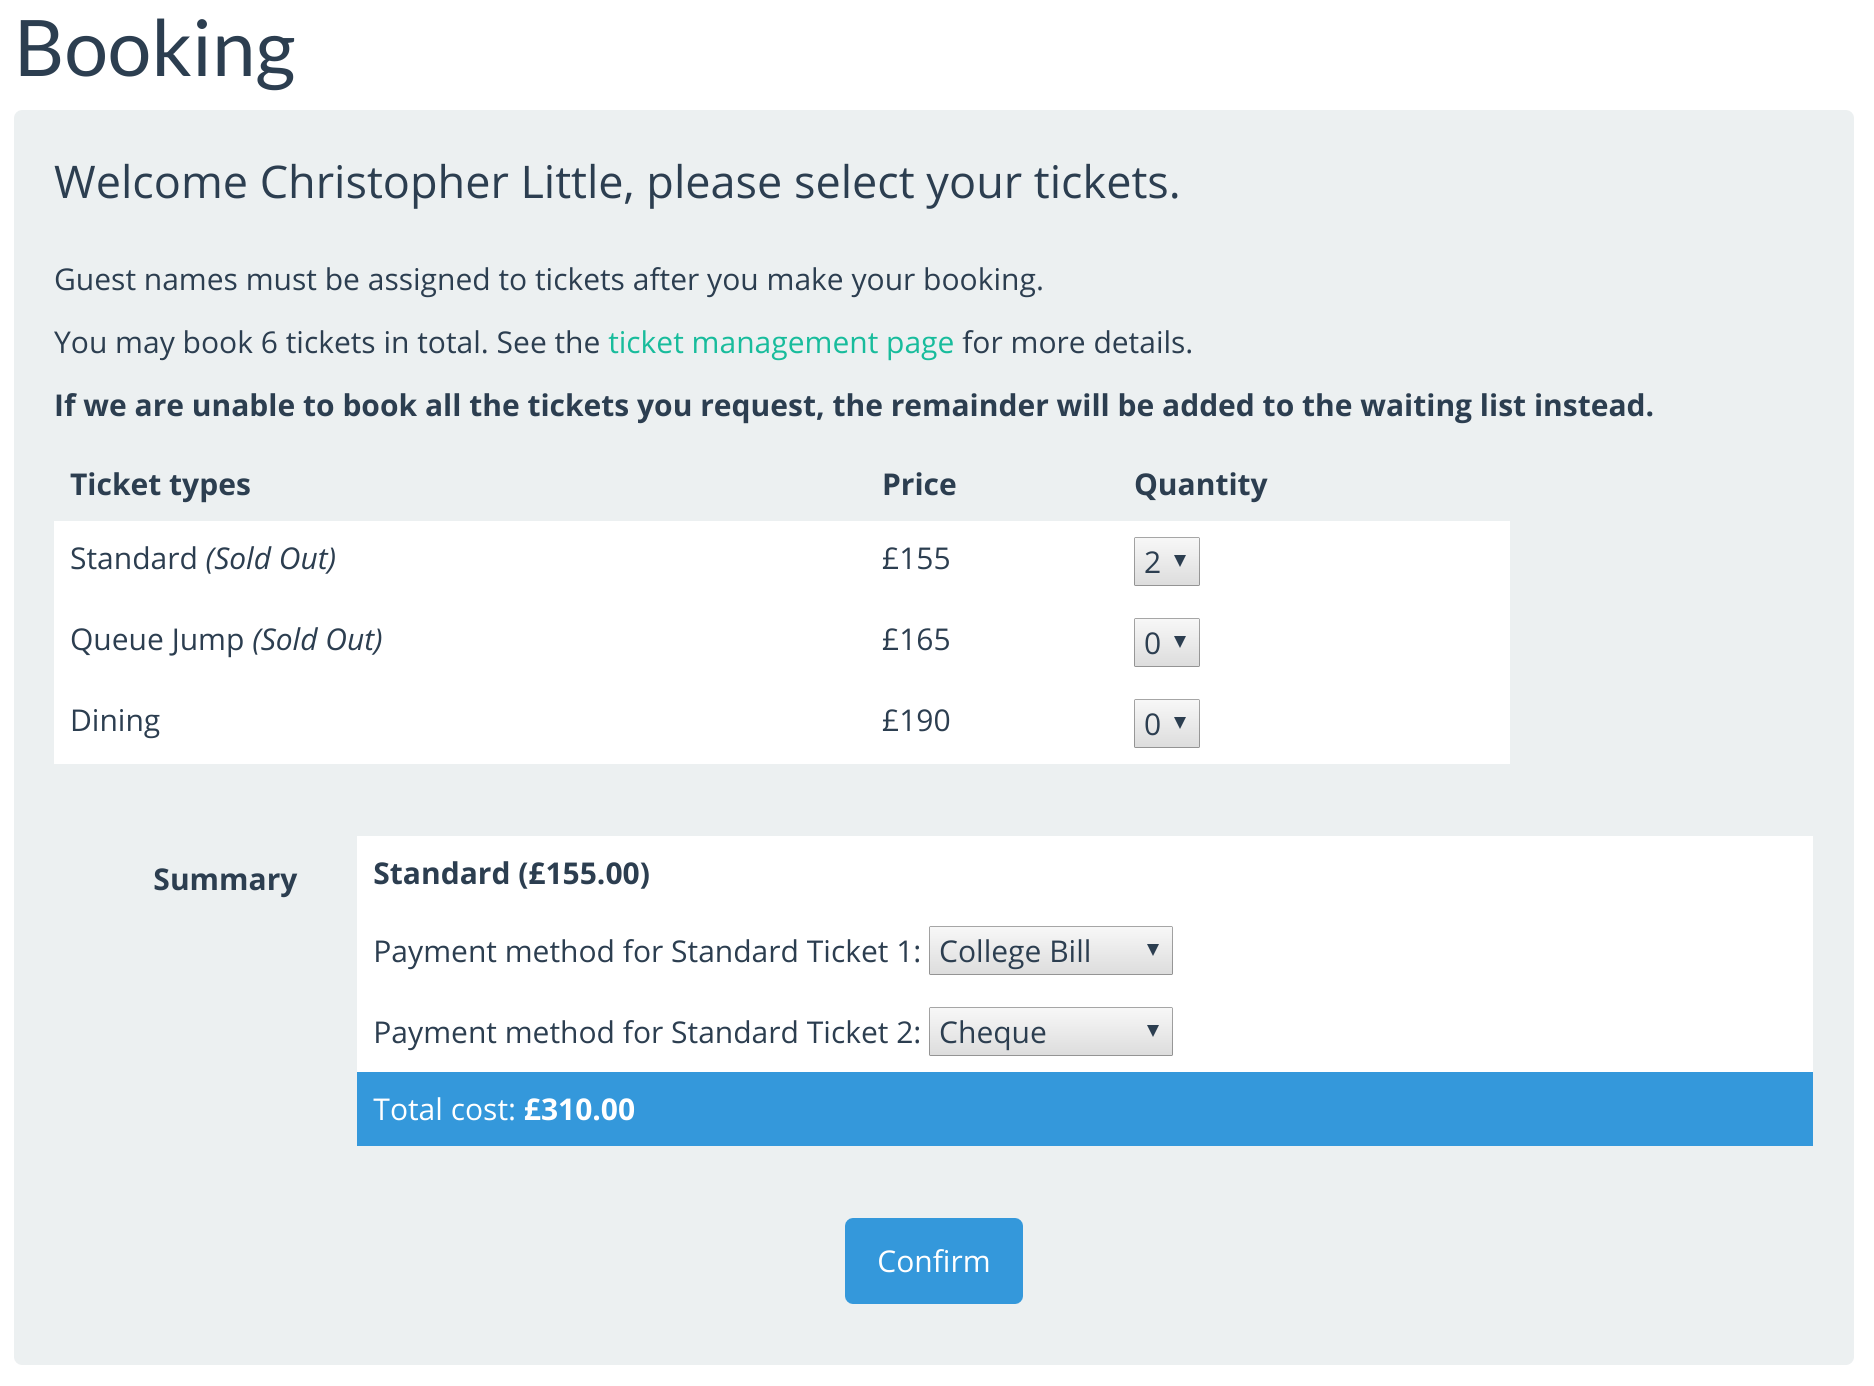 Booking
Welcome Christopher Little, please select your tickets.
Guest names must be assigned to tickets after you make your booking.
You may book 6 tickets in total. See the ticket management page for more details.
If we are unable to book all the tickets you request, the remainder will be added to the waiting list instead.
Ticket types Price Quantity
Standard (Sold Out) £155 2 ▼
Queue Jump (Sold Out) £165 0 ▼
Dining £190 0 ▼
Summary Standard (£155.00)
Payment method for Standard Ticket 1: College Bill ▼
Payment method for Standard Ticket 2: Cheque ▼
Total cost: £310.00
Confirm